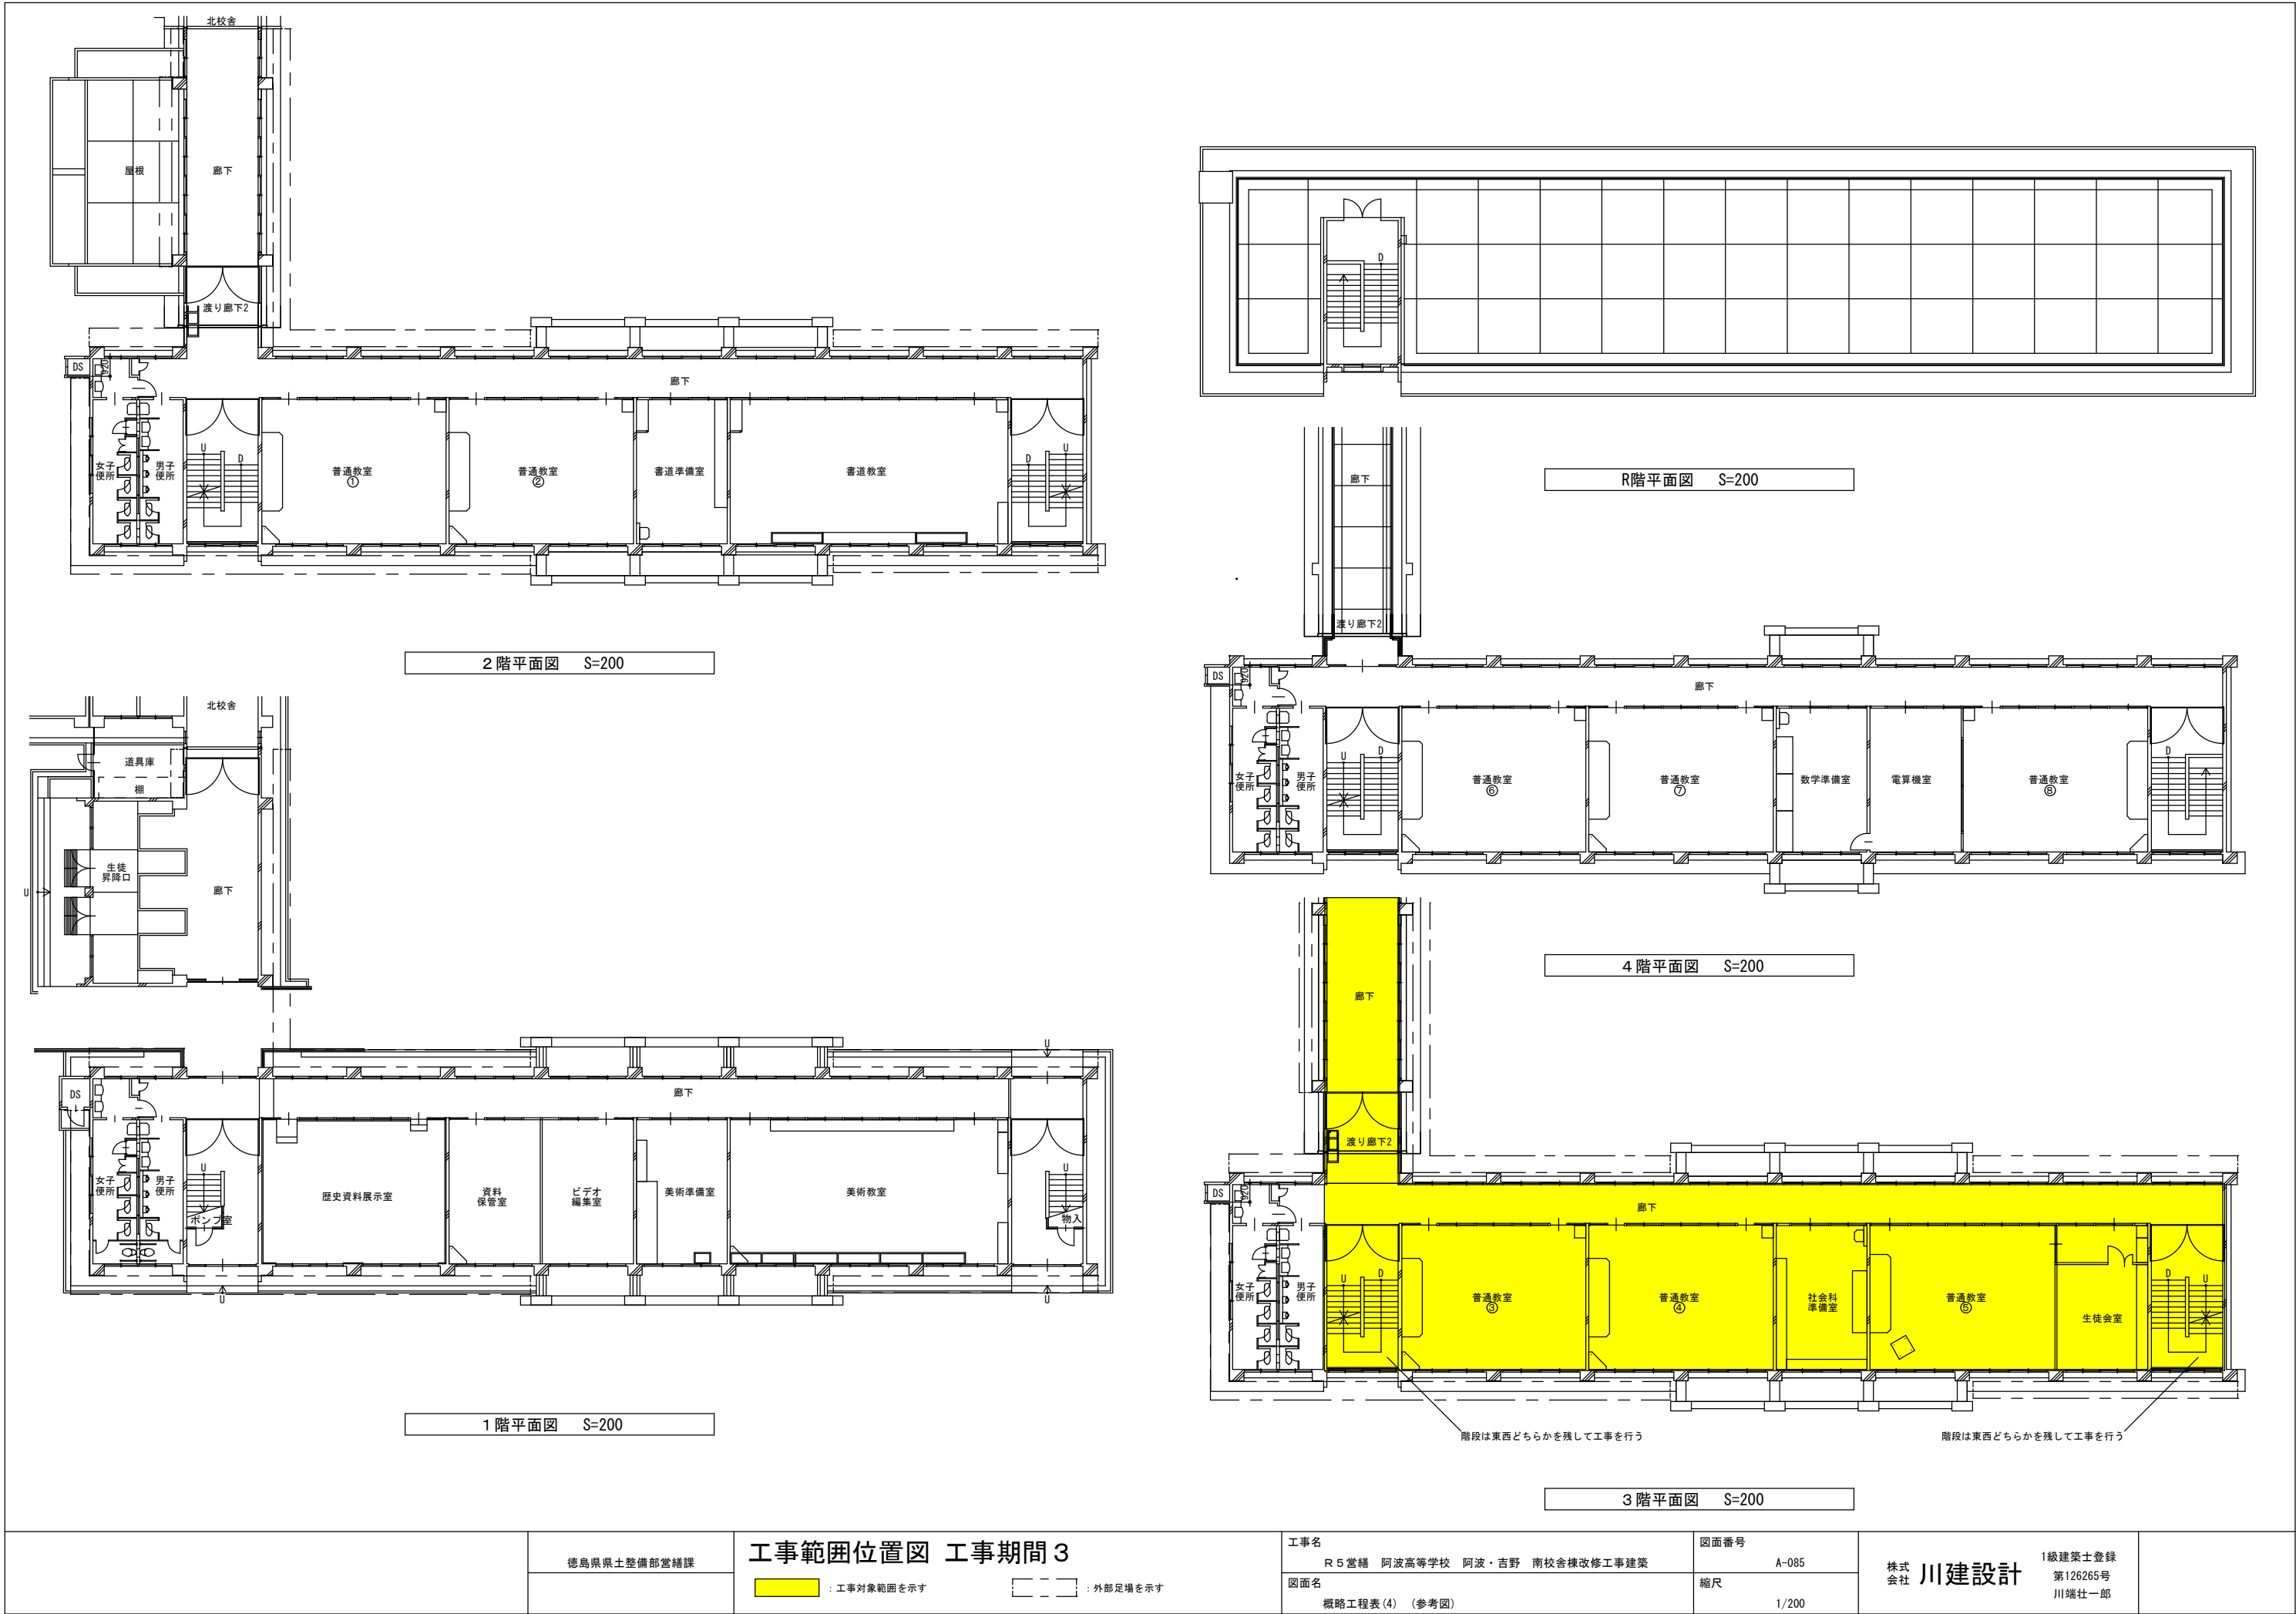 北校舎
屋根
廊下
渡り廊下2
DS
920
廊下
女子
便所
男子
便所
U
D
普通教室
①
普通教室
②
書道準備室
書道教室
D
U
2階平面図 S=200
D
R階平面図 S=200
廊下
渡り廊下2
DS
920
廊下
女子
便所
男子
便所
U
D
普通教室
⑥
普通教室
⑦
数学準備室
電算機室
普通教室
⑧
D
4階平面図 S=200
北校舎
道具庫
棚
生徒
昇降口
U
廊下
DS
廊下
U
女子
便所
男子
便所
U
ポンプ室
歴史資料展示室
資料
保管室
ビデオ
編集室
美術準備室
美術教室
U
物入
U
U
1階平面図 S=200
廊下
渡り廊下2
DS
920
廊下
女子
便所
男子
便所
U
D
普通教室
③
普通教室
④
社会科
準備室
普通教室
⑤
生徒会室
D
U
階段は東西どちらかを残して工事を行う
階段は東西どちらかを残して工事を行う
3階平面図 S=200
徳島県県土整備部営繕課
工事範囲位置図 工事期間3
：工事対象範囲を示す
：外部足場を示す
工事名
R5営繕 阿波高等学校 阿波・吉野 南校舎棟改修工事建築
図面名
概略工程表(4) (参考図)
図面番号
A-085
縮尺
1/200
株式
会社 川建設計
1級建築士登録
第126265号
川端壮一郎